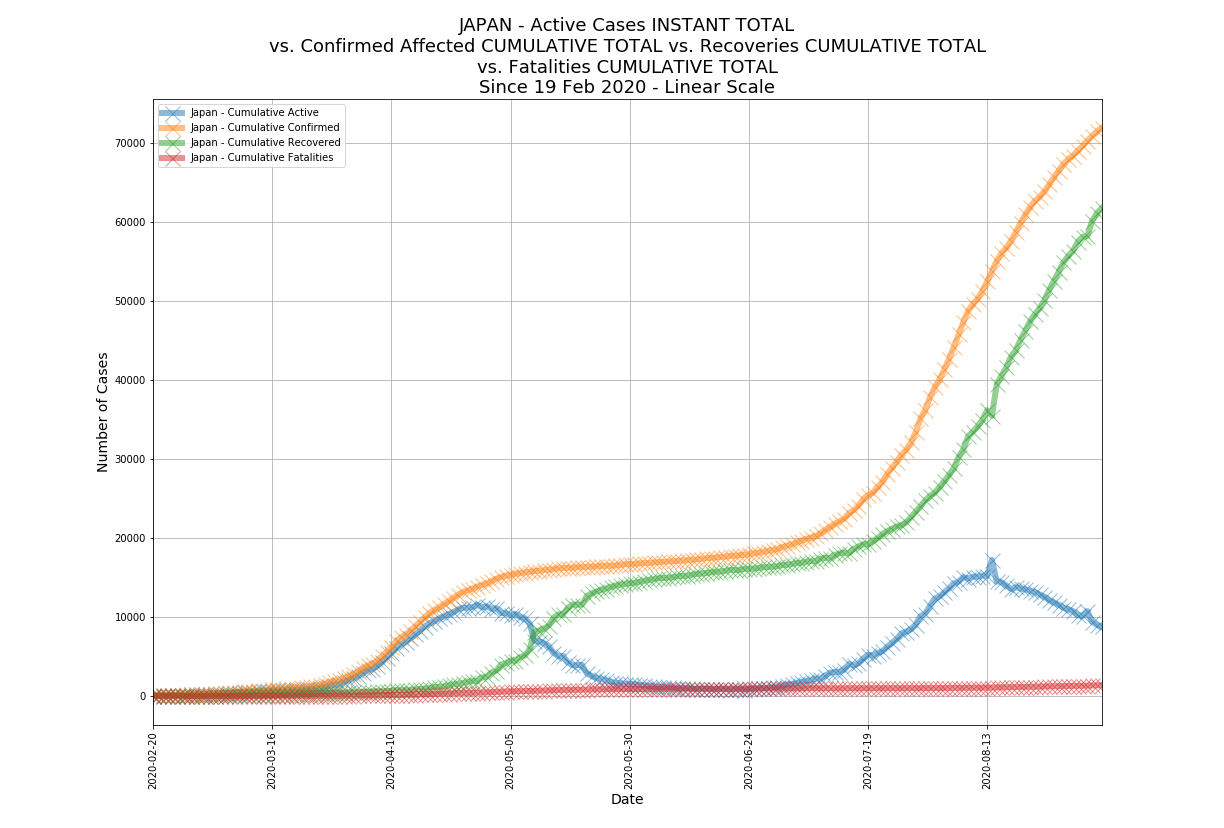 JAPAN - Active Cases INSTANT TOTAL
vs. Confirmed Affected CUMULATIVE TOTAL vs. Recoveries CUMULATIVE TOTAL
vs. Fatalities CUMULATIVE TOTAL
Since 19 Feb 2020 - Linear Scale
Japan - Cumulative Active
Japan - Cumulative Confirmed
Japan - Cumulative Recovered
Japan - Cumulative Fatalities
Number of Cases
70000
60000
50000
40000
30000
20000
10000
0
2020-02-20
2020-03-16
2020-04-10
2020-05-05
2020-05-30
2020-06-24
2020-07-19
2020-08-13
Date